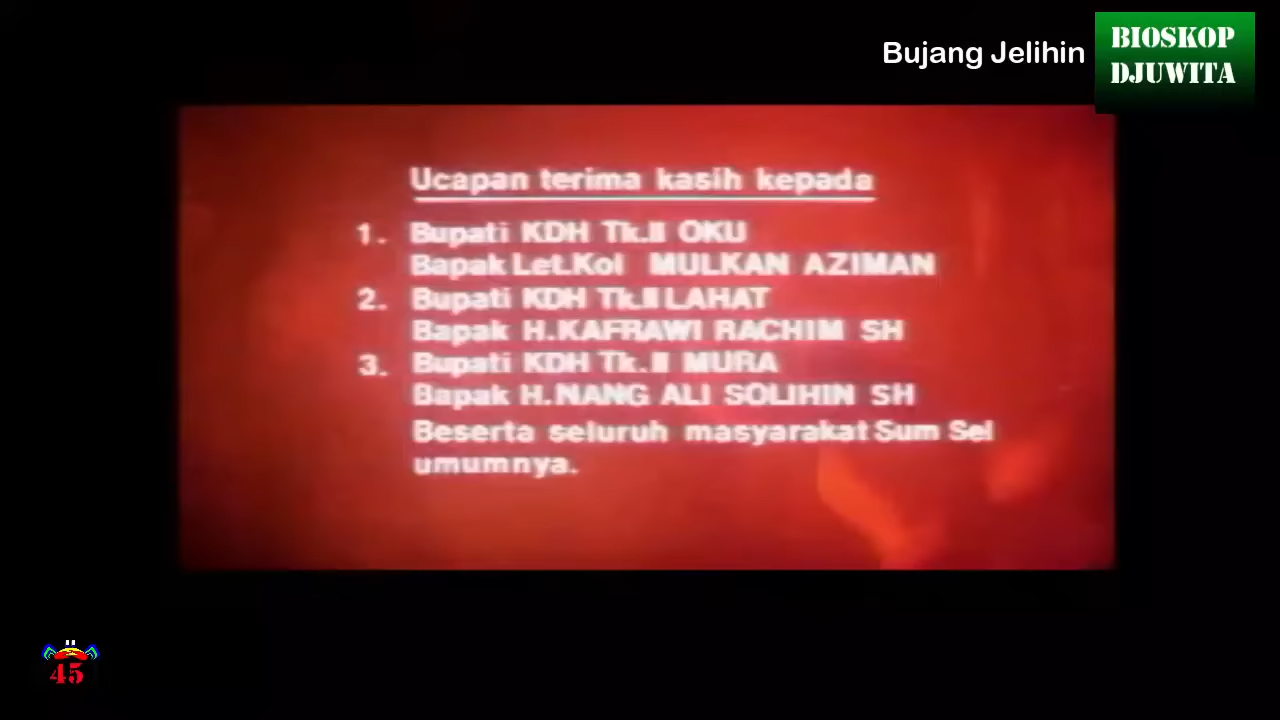 Bujang Jelihin
BIOSKOP
DJUWITA
Ucapan terima kasih kepada
1. Bupati KDH Tk.II OKU
Bapak Let.Kol MULKAN AZIMAN
2. Bupati KDH Tk.II LAHAT
Bapak H.KAFRAWI RACHIM SH
3. Bupati KDH Tk.II MURA
Bapak H.NANG ALI SOLIHIN SH
Beserta seluruh masyarakat Sum Sel
umumnya.
45